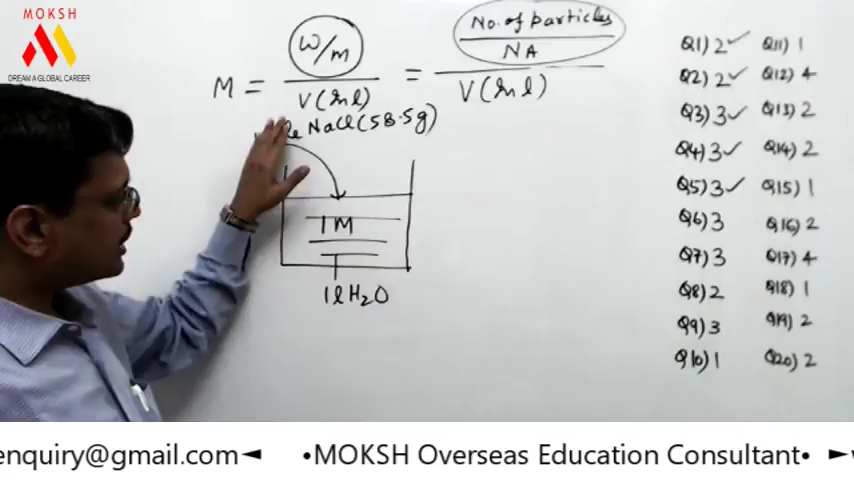 MOKSH
DREAM A GLOBAL CAREER
M = W/m / V(in l) = No. of particles / NA / V(in l)
NaCl (58.5g)
1M
1l H2O
Q1) 2 ✓ Q11) 1
Q2) 2 ✓ Q12) 4
Q3) 3 ✓ Q13) 2
Q4) 3 ✓ Q14) 2
Q5) 3 ✓ Q15) 1
Q6) 3 Q16) 2
Q7) 3 Q17) 4
Q8) 2 Q18) 1
Q9) 3 Q19) 2
Q10) 1 Q20) 2
enquiry@gmail.com◄ •MOKSH Overseas Education Consultant• ►